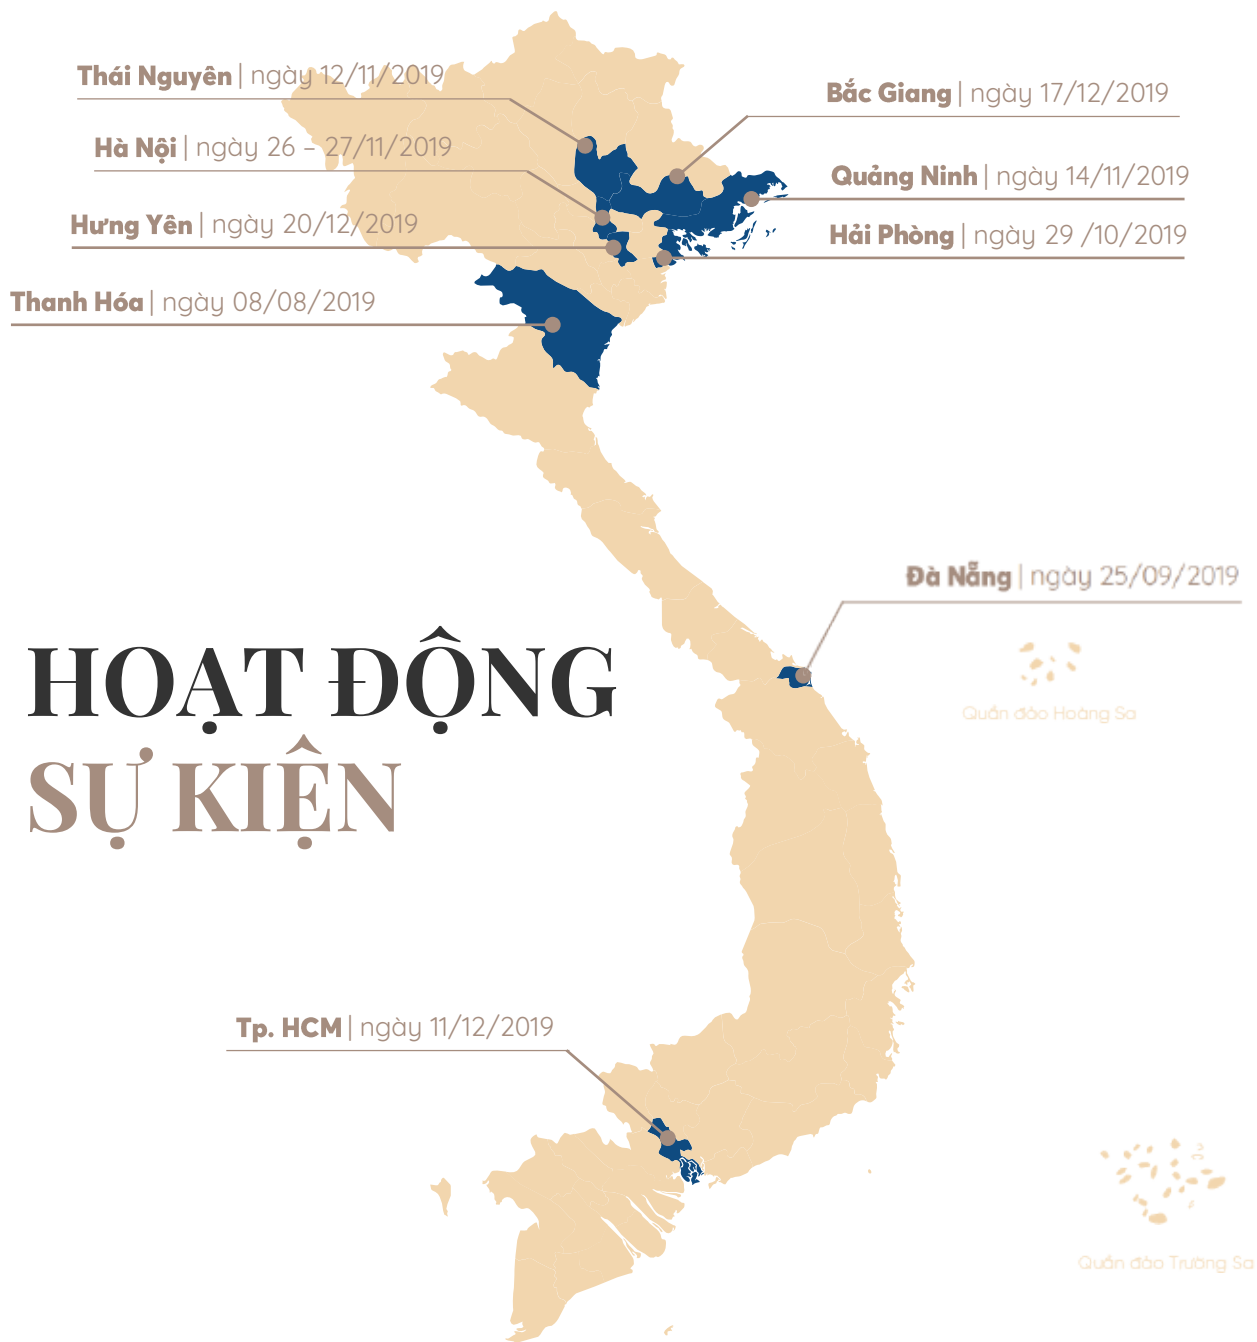 Thái Nguyên | ngày 12/11/2019
Bắc Giang | ngày 17/12/2019
Hà Nội | ngày 26 – 27/11/2019
Quảng Ninh | ngày 14/11/2019
Hưng Yên | ngày 20/12/2019
Hải Phòng | ngày 29 /10/2019
Thanh Hóa | ngày 08/08/2019
Đà Nẵng | ngày 25/09/2019
HOẠT ĐỘNG
SỰ KIỆN
Quần đảo Hoàng Sa
Tp. HCM | ngày 11/12/2019
Quần đảo Trường Sa